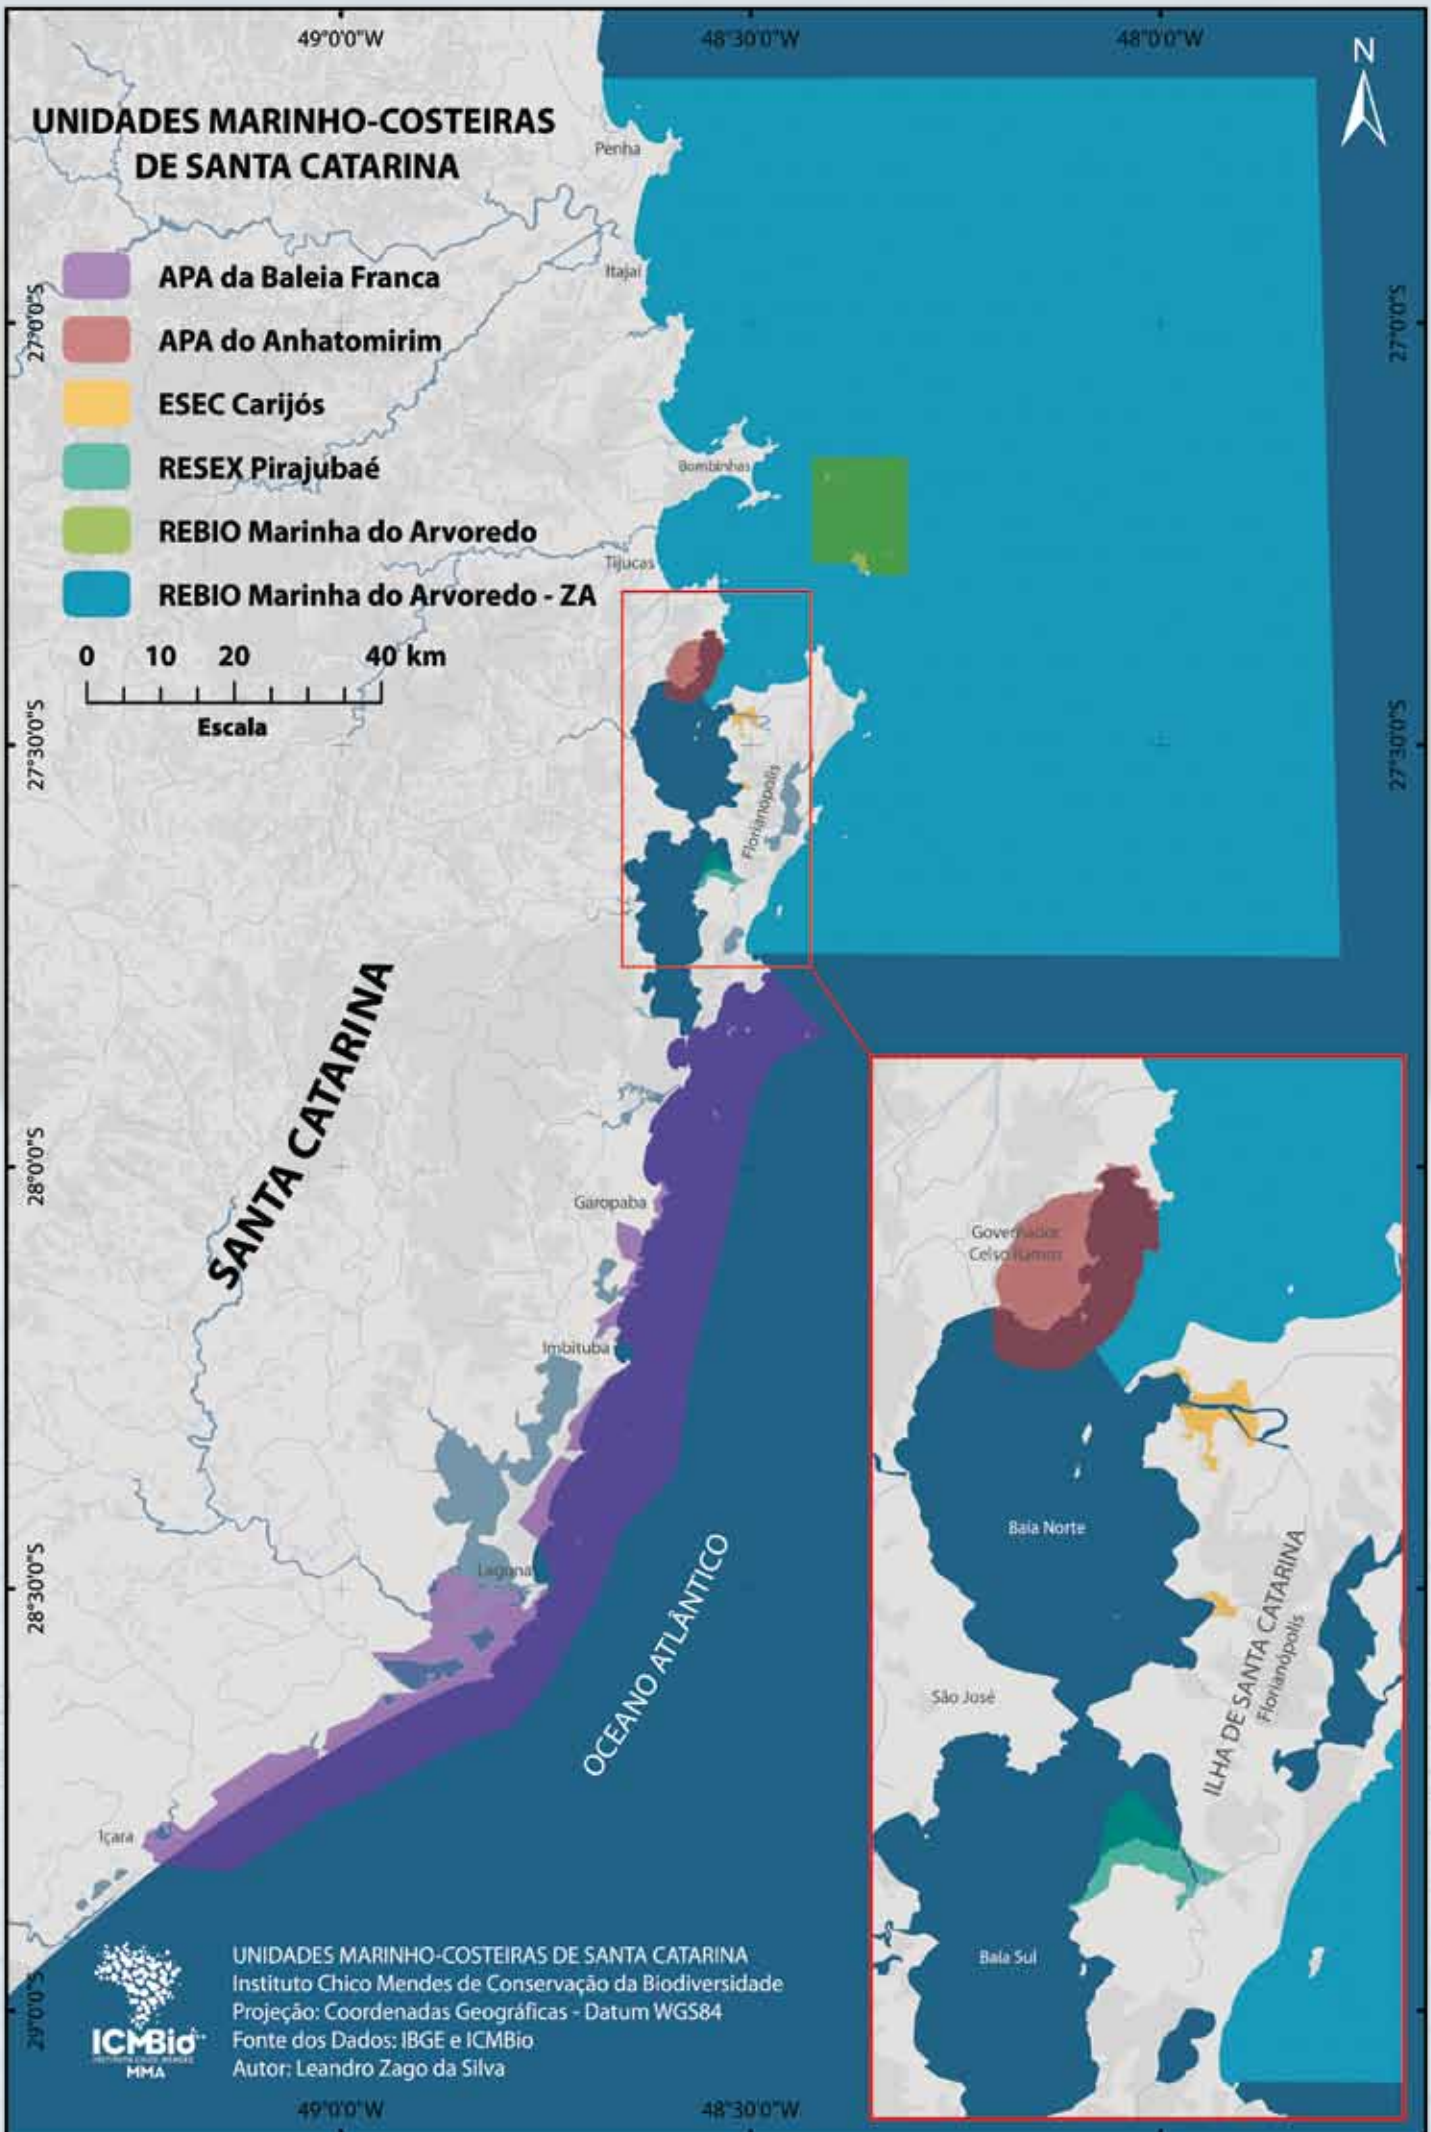 49°0'0"W
48°30'0"W
48°0'0"W
N
UNIDADES MARINHO-COSTEIRAS
DE SANTA CATARINA
Penha
APA da Baleia Franca
Itajaí
27°0'0"S
27°0'0"S
APA do Anhatomirim
ESEC Carijós
RESEX Pirajubaé
Bombinhas
REBIO Marinha do Arvoredo
Tijucas
REBIO Marinha do Arvoredo - ZA
0 10 20 40 km
Escala
27°30'0"S
27°30'0"S
Florianópolis
SANTA CATARINA
28°0'0"S
Garopaba
Imbituba
Governador
Celso Ramos
Baía Norte
28°30'0"S
Laguna
OCEANO ATLÂNTICO
ILHA DE SANTA CATARINA
Florianópolis
São José
Içara
Baía Sul
29°0'0"S
ICMBio
MMA
UNIDADES MARINHO-COSTEIRAS DE SANTA CATARINA
Instituto Chico Mendes de Conservação da Biodiversidade
Projeção: Coordenadas Geográficas - Datum WGS84
Fonte dos Dados: IBGE e ICMBio
Autor: Leandro Zago da Silva
49°0'0"W
48°30'0"W